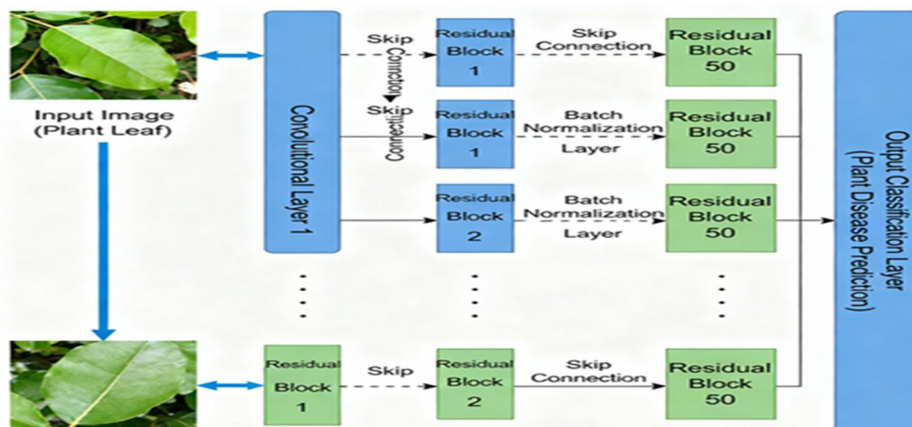 Input Image
(Plant Leaf)
Conolutional Layer 1
Skip
Skip
Connection
Residual
Block
1
Skip
Connection
Residual
Block
50
Residual
Block
1
Batch
Normalization
Layer
Residual
Block
50
Residual
Block
2
Batch
Normalization
Layer
Residual
Block
50
Residual
Block
1
Skip
Residual
Block
2
Skip
Connection
Residual
Block
50
Output Classification Layer
(Plant Disease Prediction)